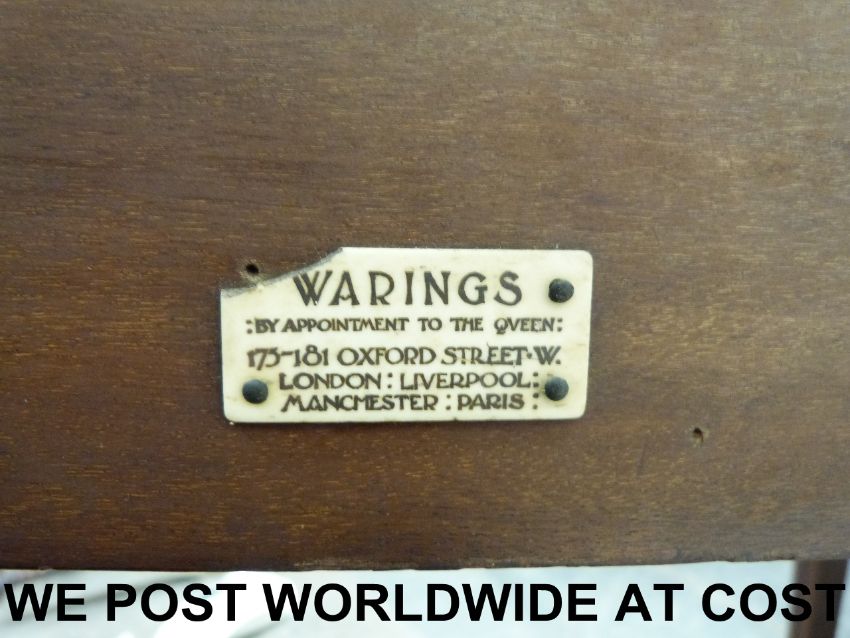 WARINGS
:BY APPOINTMENT TO THE QVEEN:
175-181 OXFORD STREET·W.
LONDON : LIVERPOOL :
MANCHESTER : PARIS :
WE POST WORLDWIDE AT COST